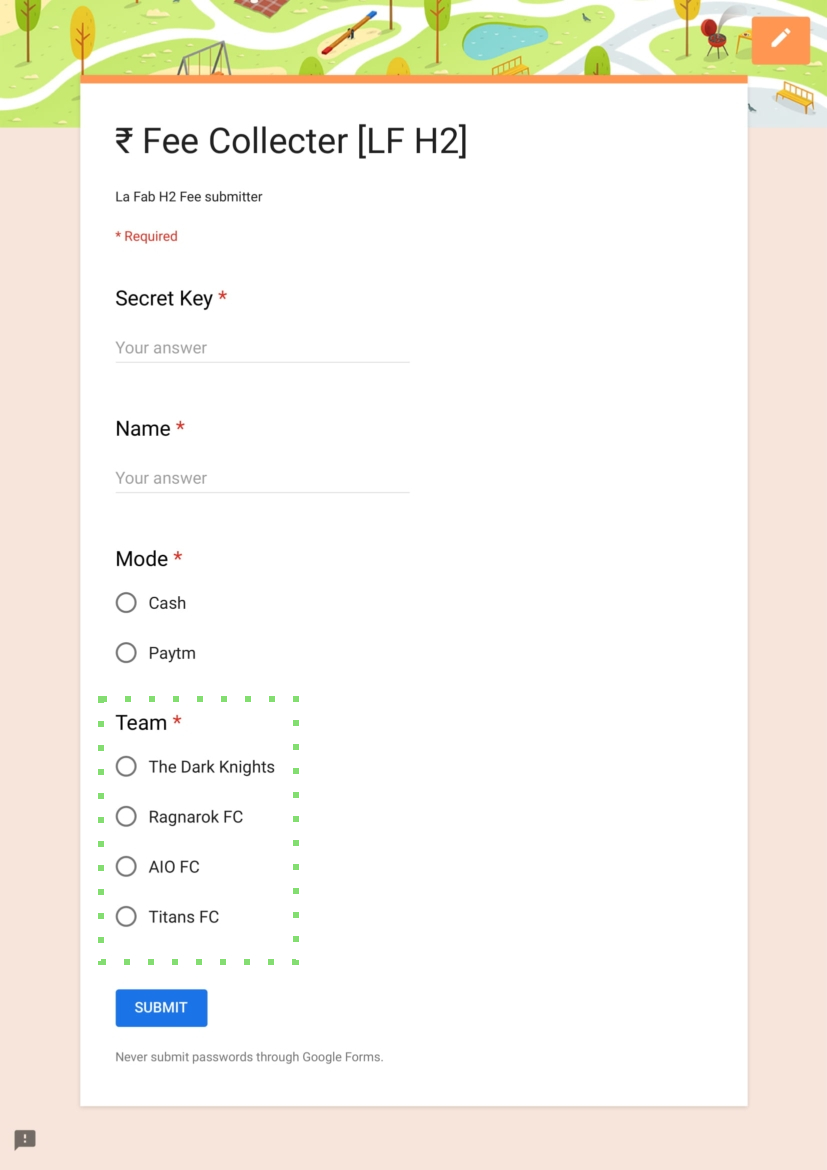 ₹ Fee Collecter [LF H2]
La Fab H2 Fee submitter
* Required
Secret Key *
Your answer
Name *
Your answer
Mode *
Cash
Paytm
Team *
The Dark Knights
Ragnarok FC
AIO FC
Titans FC
SUBMIT
Never submit passwords through Google Forms.